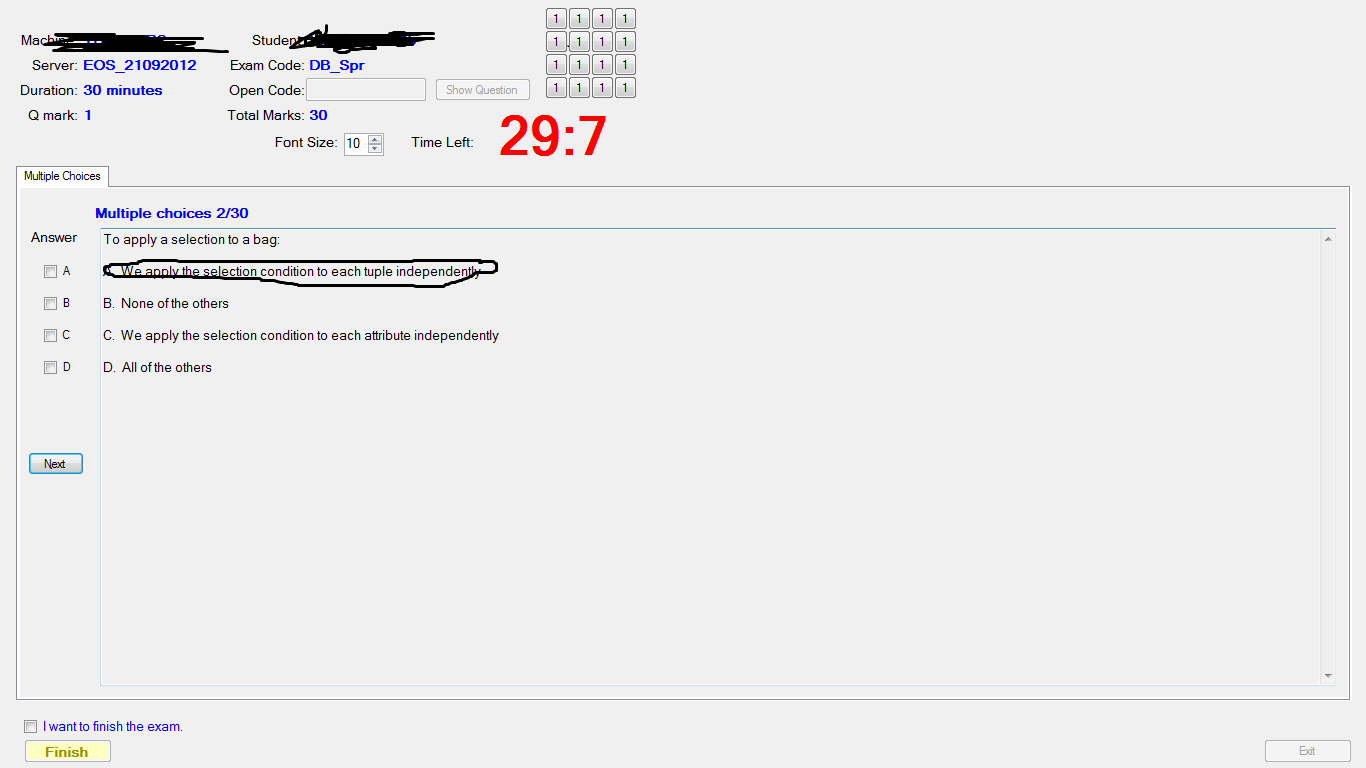 1 1 1 1
Student
Server: EOS_21092012 Exam Code: DB_Spr
1 1 1 1
1 1 1 1
Duration: 30 minutes Open Code: Show Question
1 1 1 1
Q mark: 1 Total Marks: 30
Font Size: 10 Time Left: 29:7
Multiple Choices
Multiple choices 2/30
Answer
To apply a selection to a bag:
A We apply the selection condition to each tuple independently
B B. None of the others
C C. We apply the selection condition to each attribute independently
D D. All of the others
Next
I want to finish the exam.
Finish Exit